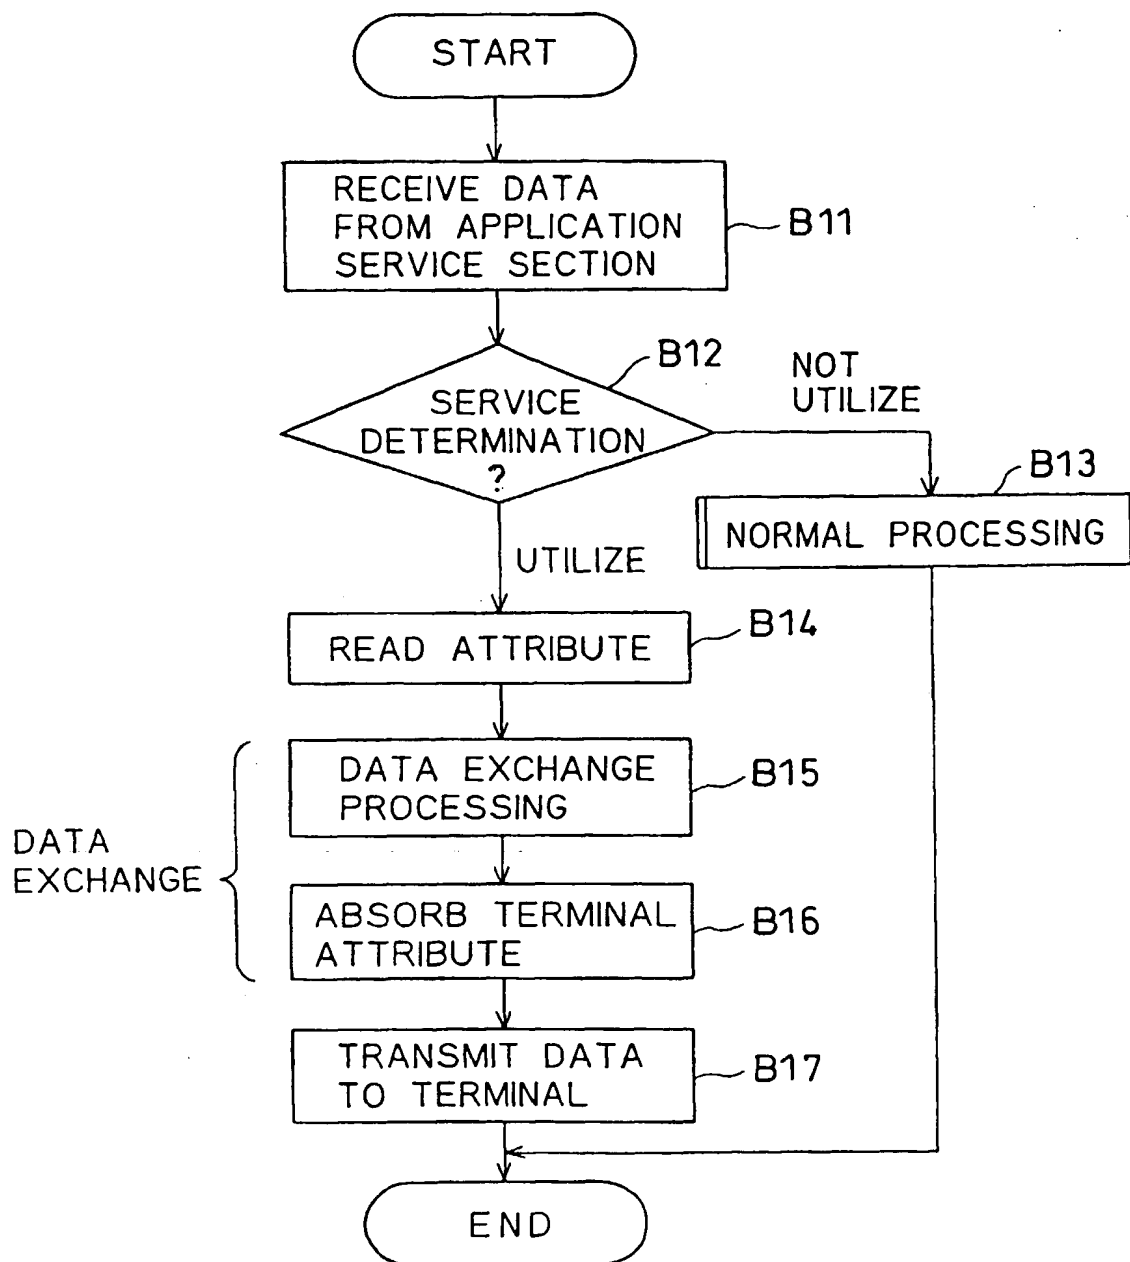 START
RECEIVE DATA
FROM APPLICATION
SERVICE SECTION
B11
B12
SERVICE
DETERMINATION
?
NOT
UTILIZE
B13
NORMAL PROCESSING
UTILIZE
READ ATTRIBUTE
B14
DATA
EXCHANGE
DATA EXCHANGE
PROCESSING
B15
ABSORB TERMINAL
ATTRIBUTE
B16
TRANSMIT DATA
TO TERMINAL
B17
END